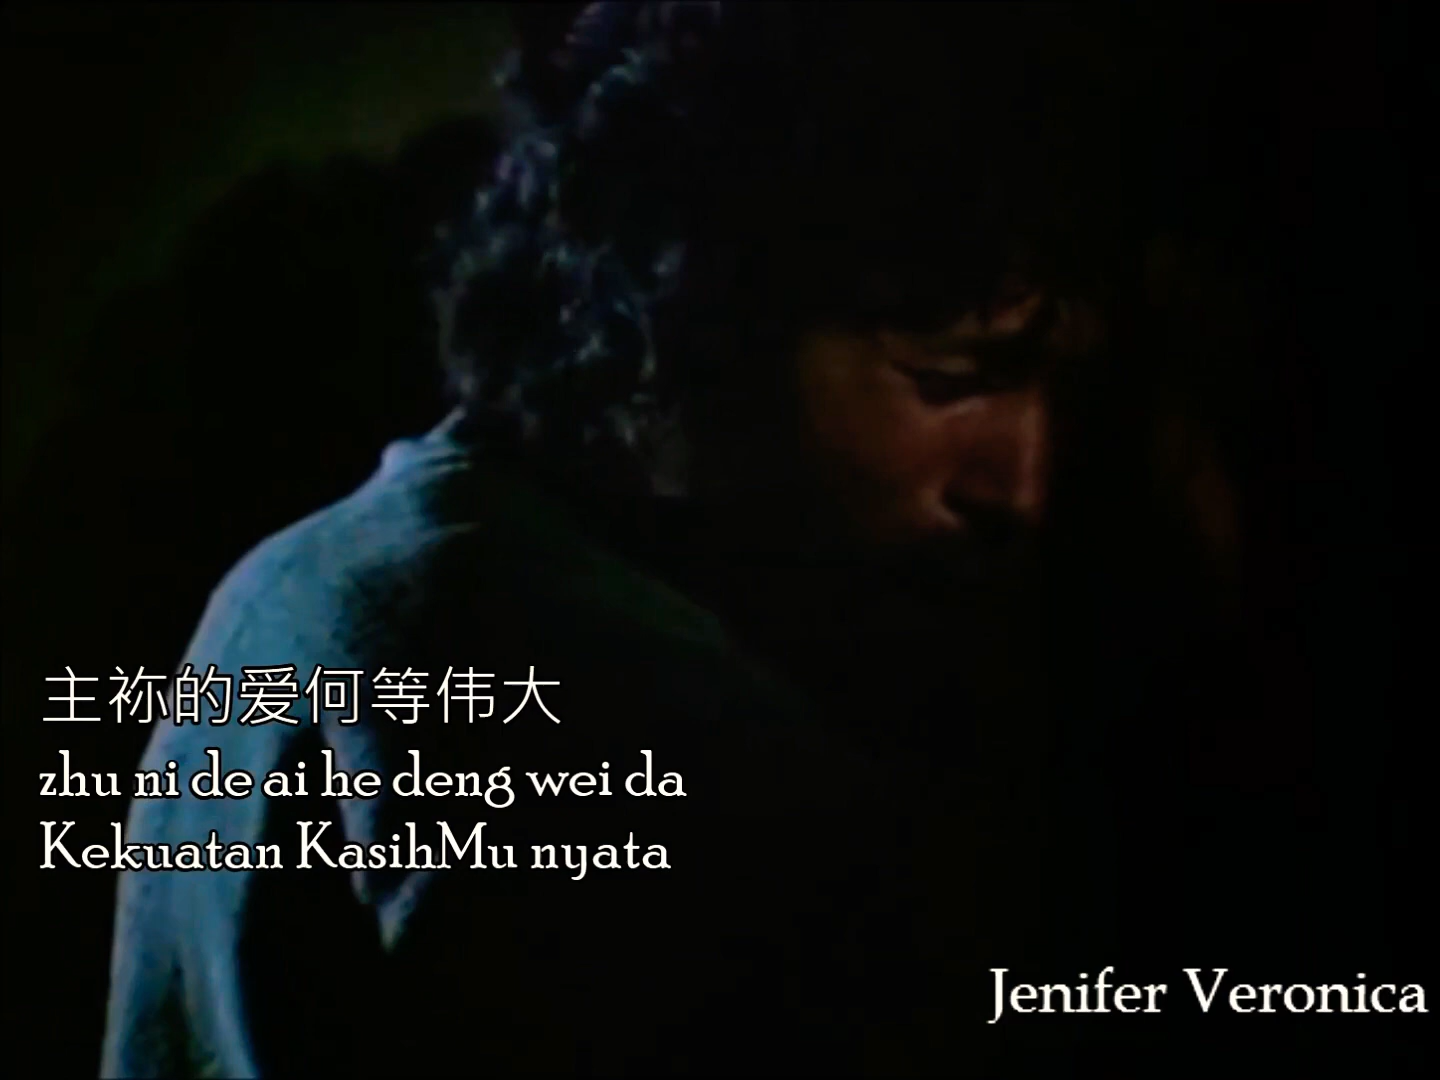 主祢的爱何等伟大
zhu ni de ai he deng wei da
Kekuatan KasihMu nyata
Jenifer Veronica